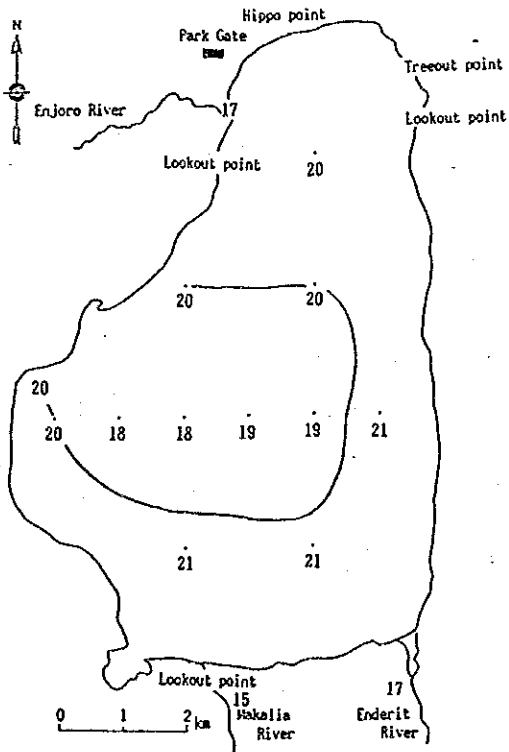 Hippo point
N
Park Gate
Treeout point
Enjoro River
17
Lookout point
Lookout point
20
20
20
20
20
18
18
19
19
21
21
21
Lookout point
15
17
0
1
2
km
Makalia
River
Enderit
River